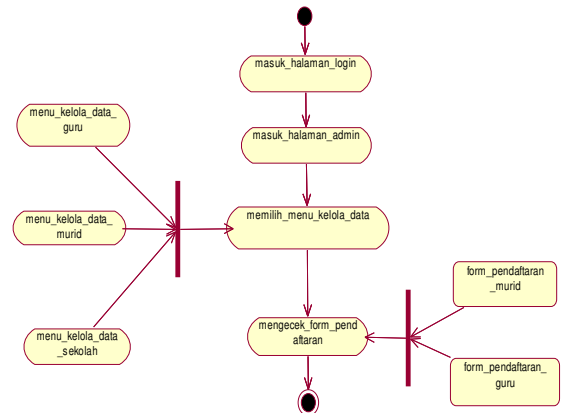 masuk_halaman_login
menu_kelola_data_
guru
masuk_halaman_admin
menu_kelola_data_
murid
memilih_menu_kelola_data
form_pendaftaran
_murid
mengecek_form_pend
aftaran
menu_kelola_data
_sekolah
form_pendaftaran_
guru